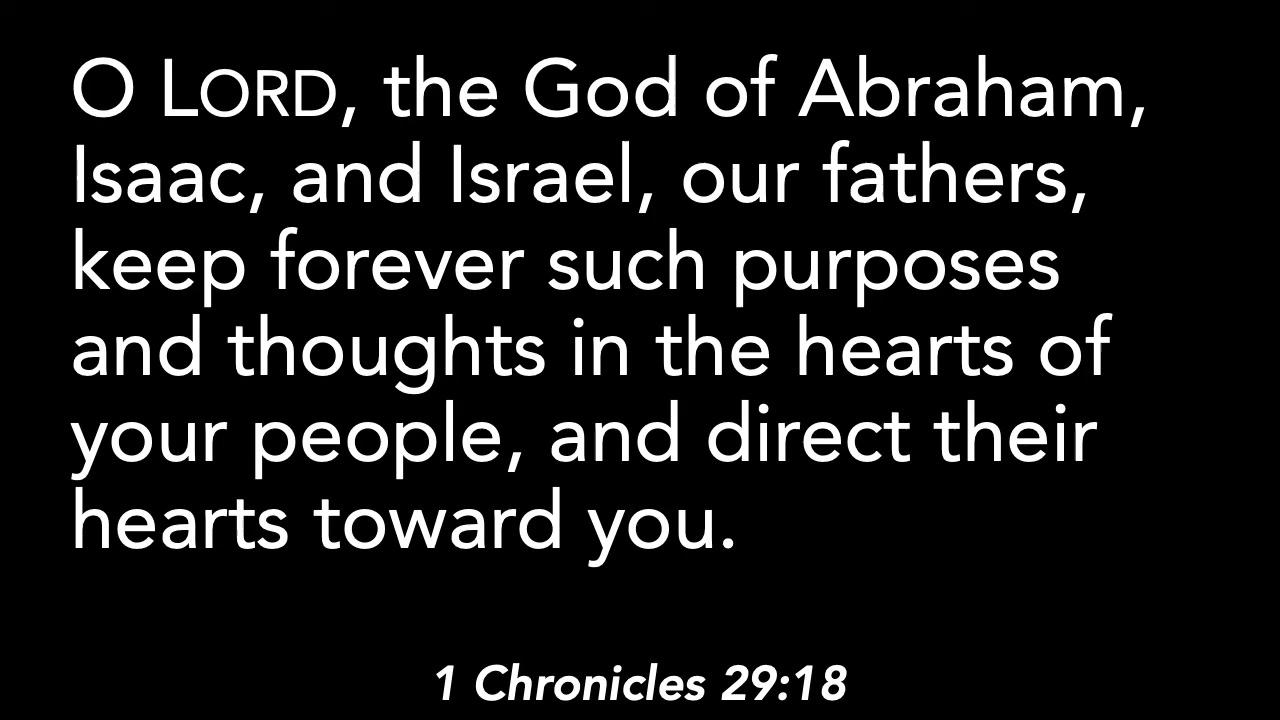 O LORD, the God of Abraham,
Isaac, and Israel, our fathers,
keep forever such purposes
and thoughts in the hearts of
your people, and direct their
hearts toward you.
1 Chronicles 29:18